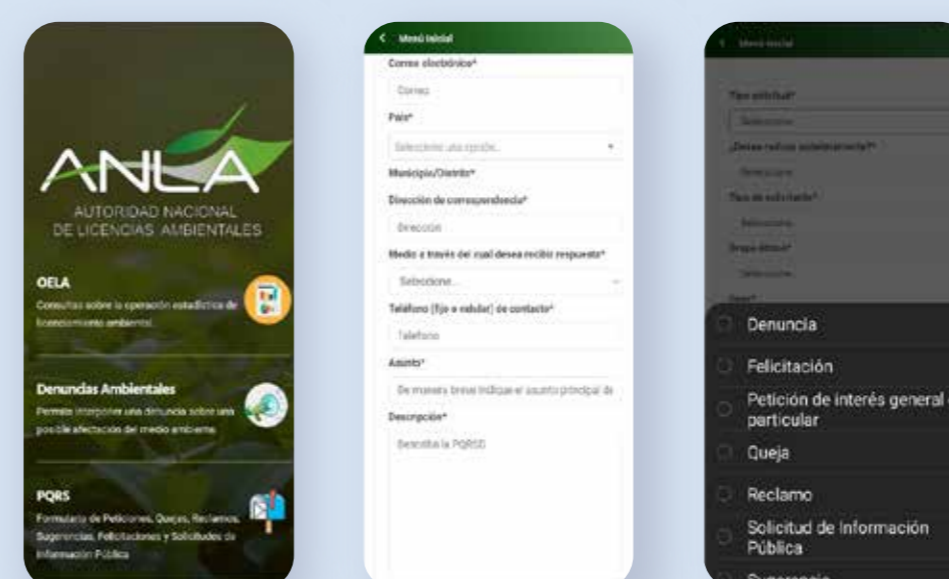 ANLA
AUTORIDAD NACIONAL
DE LICENCIAS AMBIENTALES
OELA
Consultas sobre la operación estadística de
licenciamiento ambiental.
Denuncias Ambientales
Permite interponer una denuncia sobre una
posible afectación del medio ambiente
PQRS
Formulario de Peticiones, Quejas, Reclamos,
Sugerencias, Felicitaciones y Solicitudes de
Información Pública
Menú Inicial
Correo electrónico*
Correo
País*
Seleccione una opción.
Municipio/Distrito*
Dirección de correspondencia*
Dirección
Medio a través del cual desea recibir respuesta*
Seleccione...
Teléfono (fijo o celular) de contacto*
Teléfono
Asunto*
De manera breve indique el asunto principal de
Descripción*
Describa la PQRSD
Menú Inicial
Tipo solicitud*
Seleccione...
¿Desea radicar anónimamente?*
Seleccione...
Tipo de solicitante*
Seleccione...
Grupo étnico*
Seleccione...
Denuncia
Felicitación
Petición de interés general
particular
Queja
Reclamo
Solicitud de Información
Pública
Sugerencia